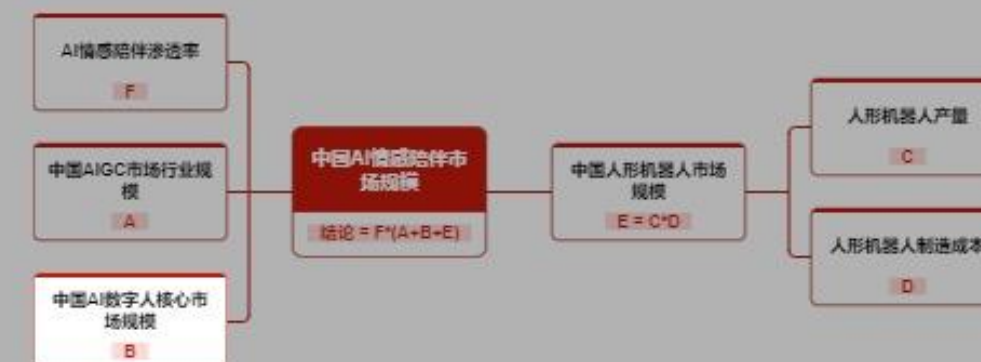 AI情感陪伴渗透率
F
中国AIGC市场行业规
模
A
中国AI数字人核心市
场规模
B
中国AI情感陪伴市
场规模
结论 = F*(A+B+E)
中国人形机器人市场
规模
E = C*D
人形机器人产量
C
人形机器人制造成本
D